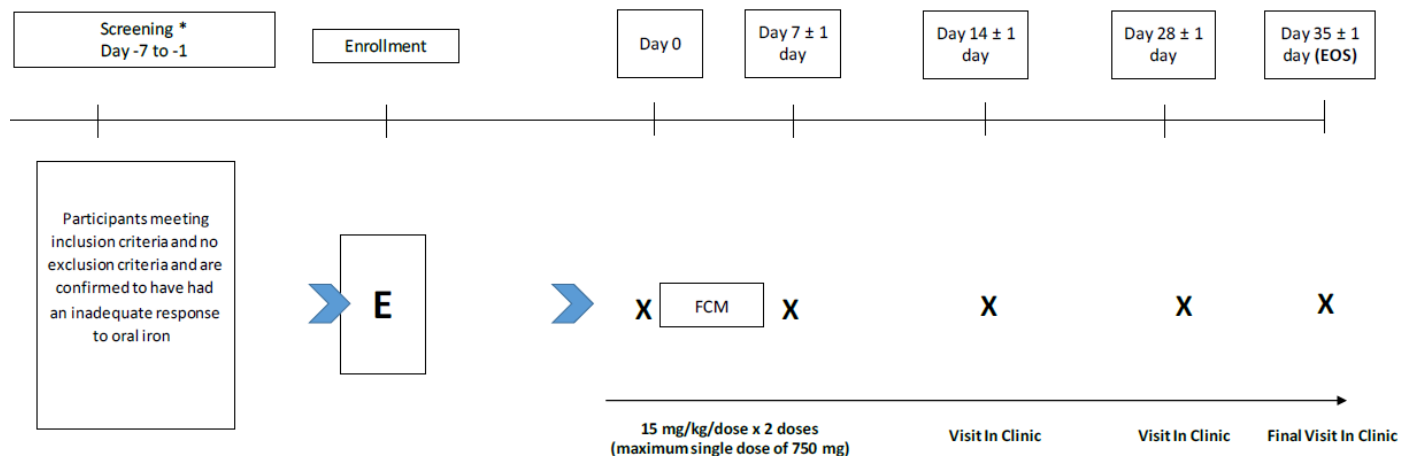 Screening *
Day -7 to -1
Enrollment
Day 0
Day 7 ± 1
day
Day 14 ± 1
day
Day 28 ± 1
day
Day 35 ± 1
day (EOS)
Participants meeting
inclusion criteria and no
exclusion criteria and are
confirmed to have had
an inadequate response
to oral iron
E
X
FCM
X
X
X
X
15 mg/kg/dose x 2 doses
(maximum single dose of 750 mg)
Visit In Clinic
Visit In Clinic
Final Visit In Clinic